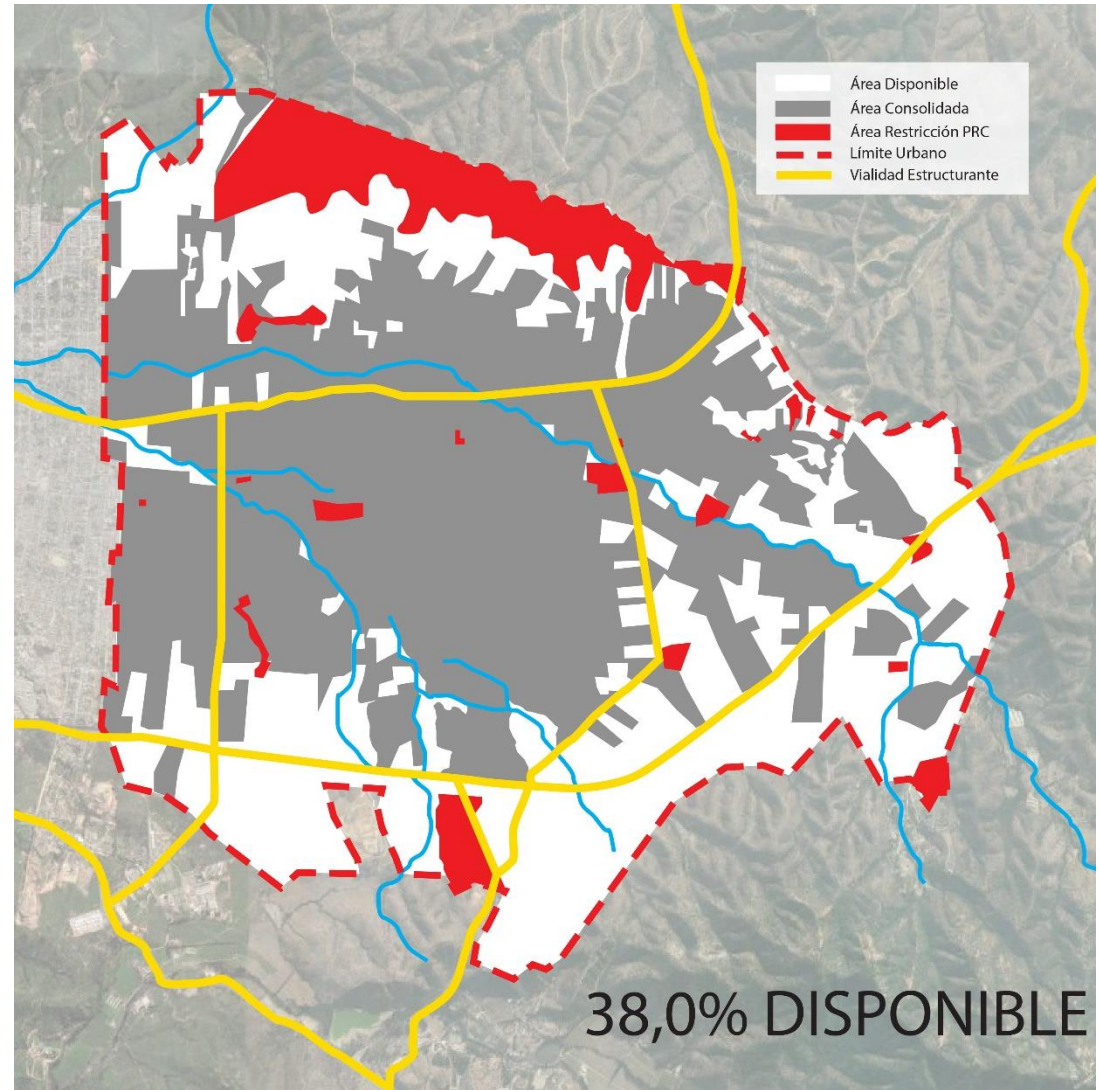 Área Disponible
Área Consolidada
Área Restricción PRC
Límite Urbano
Vialidad Estructurante
38,0% DISPONIBLE